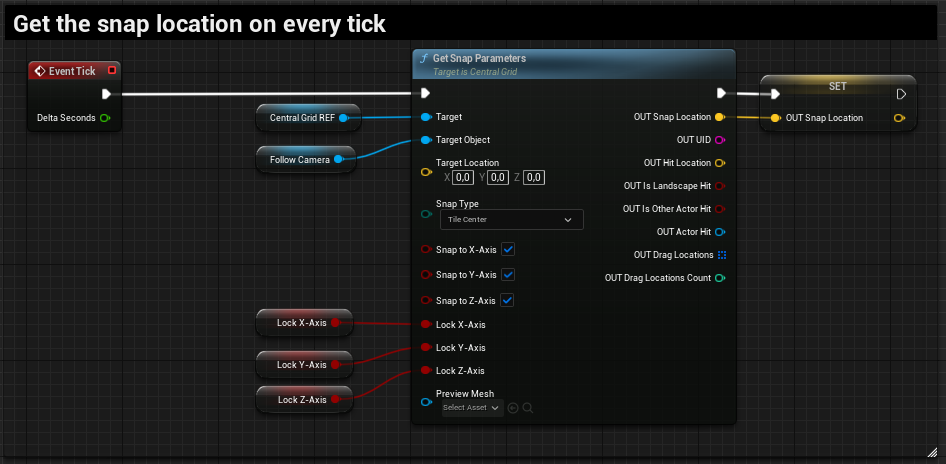 Get the snap location on every tick
Event Tick
Delta Seconds
Central Grid REF
Follow Camera
Lock X-Axis
Lock Y-Axis
Lock Z-Axis
f Get Snap Parameters
Target is Central Grid
Target
Target Object
Target Location
X 0,0 Y 0,0 Z 0,0
Snap Type
Tile Center
Snap to X-Axis
Snap to Y-Axis
Snap to Z-Axis
Lock X-Axis
Lock Y-Axis
Lock Z-Axis
Preview Mesh
Select Asset
OUT Snap Location
OUT UID
OUT Hit Location
OUT Is Landscape Hit
OUT Is Other Actor Hit
OUT Actor Hit
OUT Drag Locations
OUT Drag Locations Count
SET
OUT Snap Location